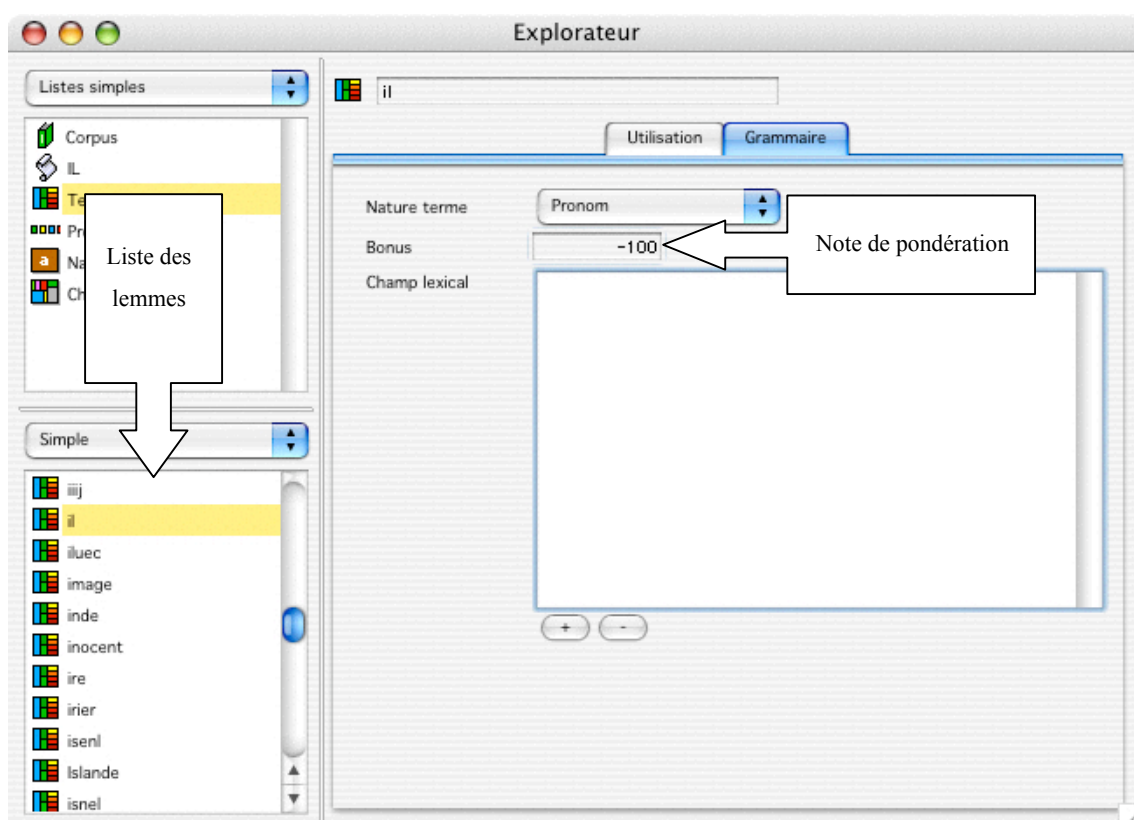 Explorateur
Listes simples
Corpus
IL
Te
Pr
Na
Ch
Liste des
lemmes
Simple
iiij
il
iluec
image
inde
inocent
ire
irier
isenl
Islande
isnel
il
Utilisation
Grammaire
Nature terme
Pronom
Bonus
-100
Note de pondération
Champ lexical
+
-